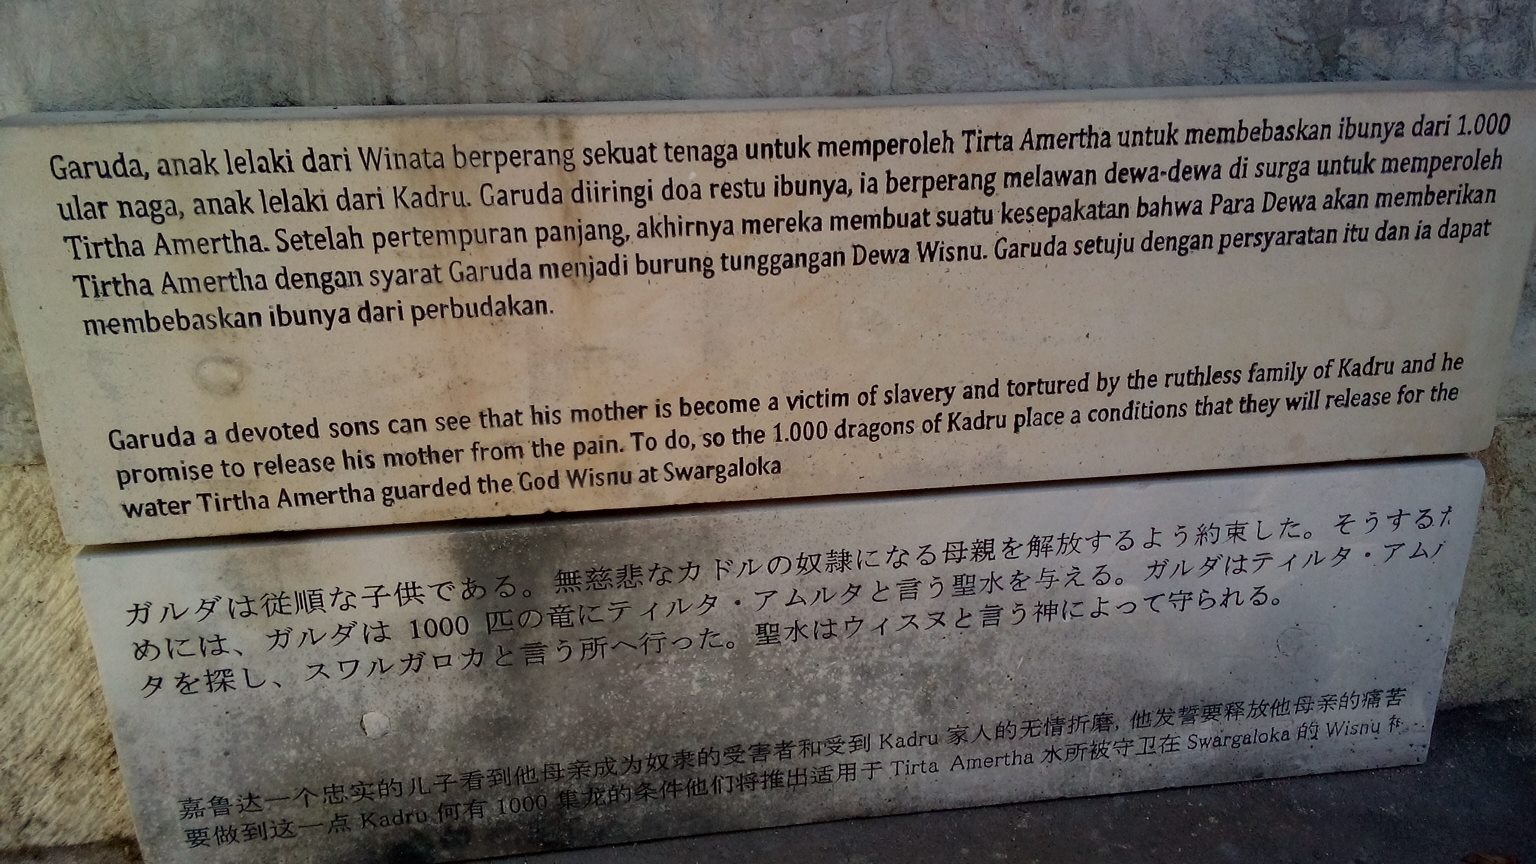 Garuda, anak lelaki dari Winata berperang sekuat tenaga untuk memperoleh Tirta Amertha untuk membebaskan ibunya dari 1.000
ular naga, anak lelaki dari Kadru. Garuda diiringi doa restu ibunya, ia berperang melawan dewa-dewa di surga untuk memperoleh
Tirtha Amertha. Setelah pertempuran panjang, akhirnya mereka membuat suatu kesepakatan bahwa Para Dewa akan memberikan
Tirtha Amertha dengan syarat Garuda menjadi burung tunggangan Dewa Wisnu. Garuda setuju dengan persyaratan itu dan ia dapat
membebaskan ibunya dari perbudakan.
Garuda a devoted sons can see that his mother is become a victim of slavery and tortured by the ruthless family of Kadru and he
promise to release his mother from the pain. To do, so the 1.000 dragons of Kadru place a conditions that they will release for the
water Tirtha Amertha guarded the God Wisnu at Swargaloka
ガルダは従順な子供である。無慈悲なカドルの奴隷になる母親を解放するよう約束した。そうするた
めには、ガルダは 1000 匹の竜にティルタ・アムルタと言う聖水を与える。ガルダはティルタ・アムル
タを探し、スワルガロカと言う所へ行った。聖水はウィスヌと言う神によって守られる。
嘉鲁达一个忠实的儿子看到他母亲成为奴隶的受害者和受到 Kadru 家人的无情折磨, 他发誓要释放他母亲的痛苦
要做到这一点 Kadru 何有 1000 集龙的条件他们将推出适用于 Tirta Amertha 水所被守卫在 Swargaloka 的 Wisnu